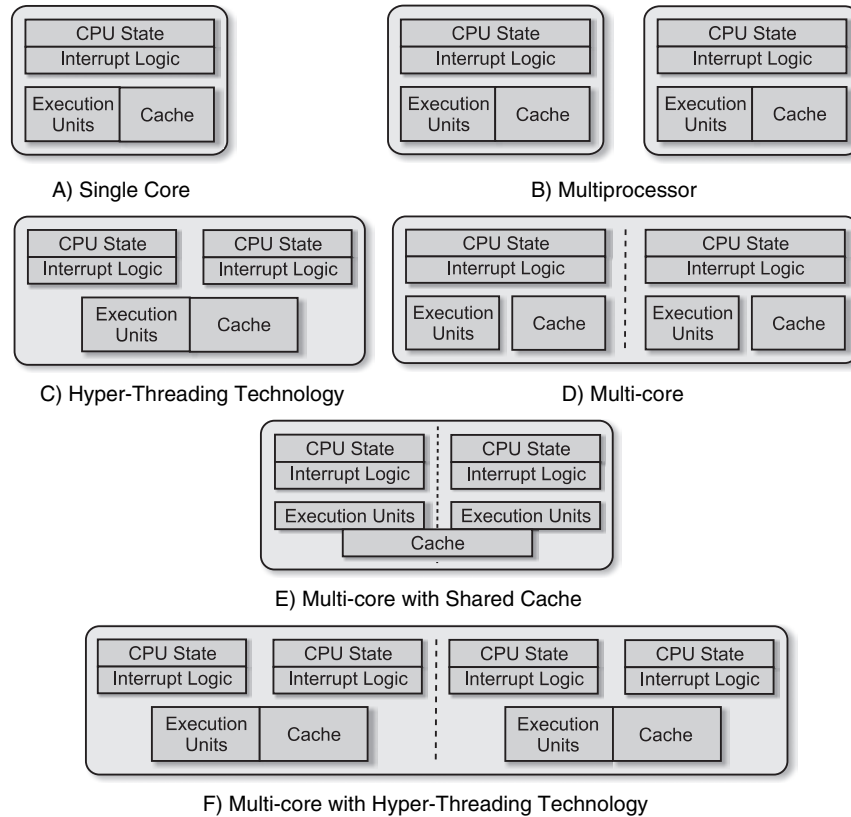 CPU State
Interrupt Logic
Execution
Units
Cache
A) Single Core
CPU State
Interrupt Logic
Execution
Units
Cache
CPU State
Interrupt Logic
Execution
Units
Cache
B) Multiprocessor
CPU State
Interrupt Logic
CPU State
Interrupt Logic
Execution
Units
Cache
C) Hyper-Threading Technology
CPU State
Interrupt Logic
Execution
Units
Cache
CPU State
Interrupt Logic
Execution
Units
Cache
D) Multi-core
CPU State
Interrupt Logic
Execution Units
CPU State
Interrupt Logic
Execution Units
Cache
E) Multi-core with Shared Cache
CPU State
Interrupt Logic
CPU State
Interrupt Logic
Execution
Units
Cache
CPU State
Interrupt Logic
CPU State
Interrupt Logic
Execution
Units
Cache
F) Multi-core with Hyper-Threading Technology